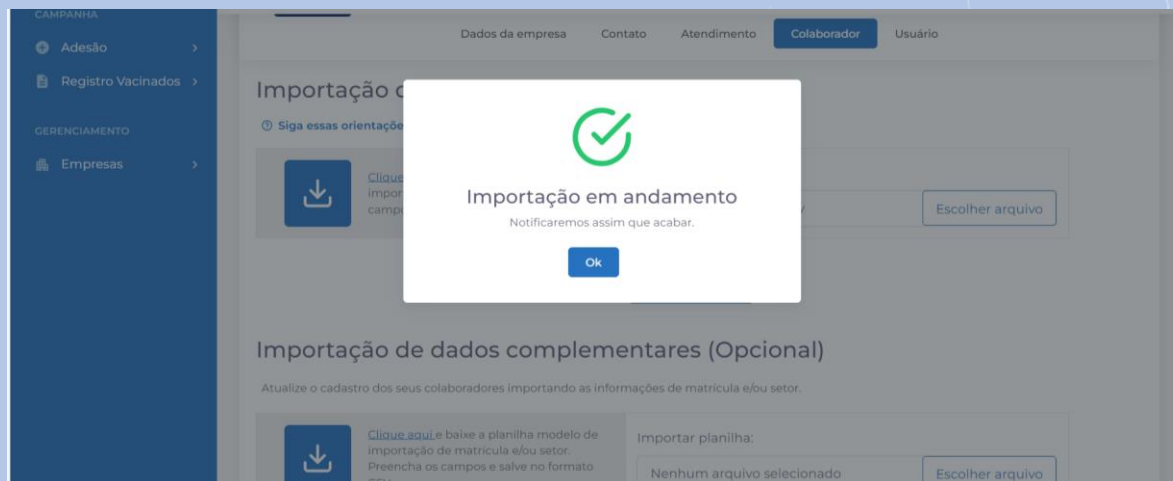 CAMPANHA
Adesão
Registro Vacinados
GERENCIAMENTO
Empresas
Dados da empresa Contato Atendimento Colaborador Usuário
Importação
Siga essas
Clique
Escolher arquivo
Importação em andamento
Notificaremos assim que acabar.
Ok
Importação de dados complementares (Opcional)
Atualize o cadastro dos seus colaboradores importando as informações de matrícula e/ou setor.
Clique aqui e baixe a planilha modelo de
importação de matrícula e/ou setor.
Preencha os campos e salve no formato
Importar planilha:
Nenhum arquivo selecionado
Escolher arquivo